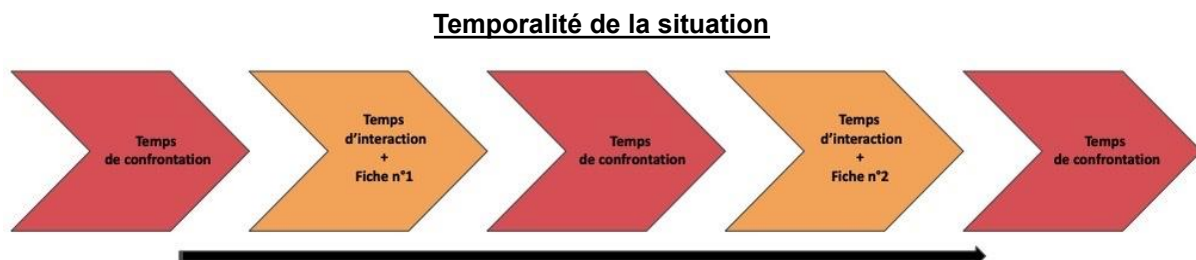 Temporalité de la situation
Temps
de confrontation
Temps
d'interaction
+
Fiche n°1
Temps
de confrontation
Temps
d'interaction
+
Fiche n°2
Temps
de confrontation